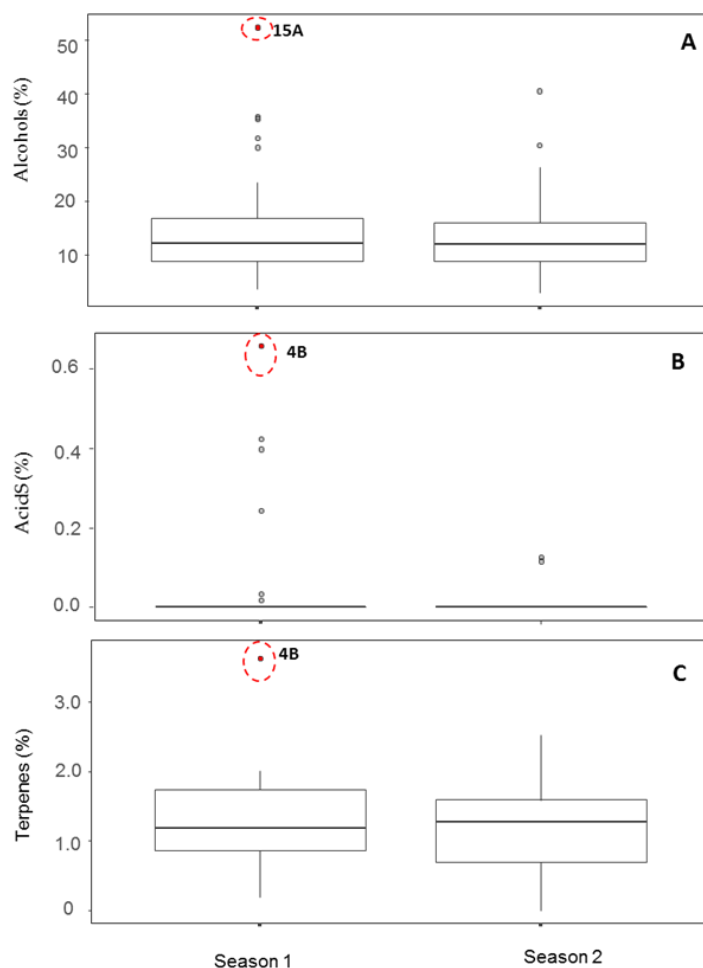 A
15A
50
40
30
20
10
Alcohols (%)
B
4B
0.6
0.4
0.2
0.0
AcidS (%)
C
4B
3.0
2.0
1.0
0
Terpenes (%)
Season 1
Season 2